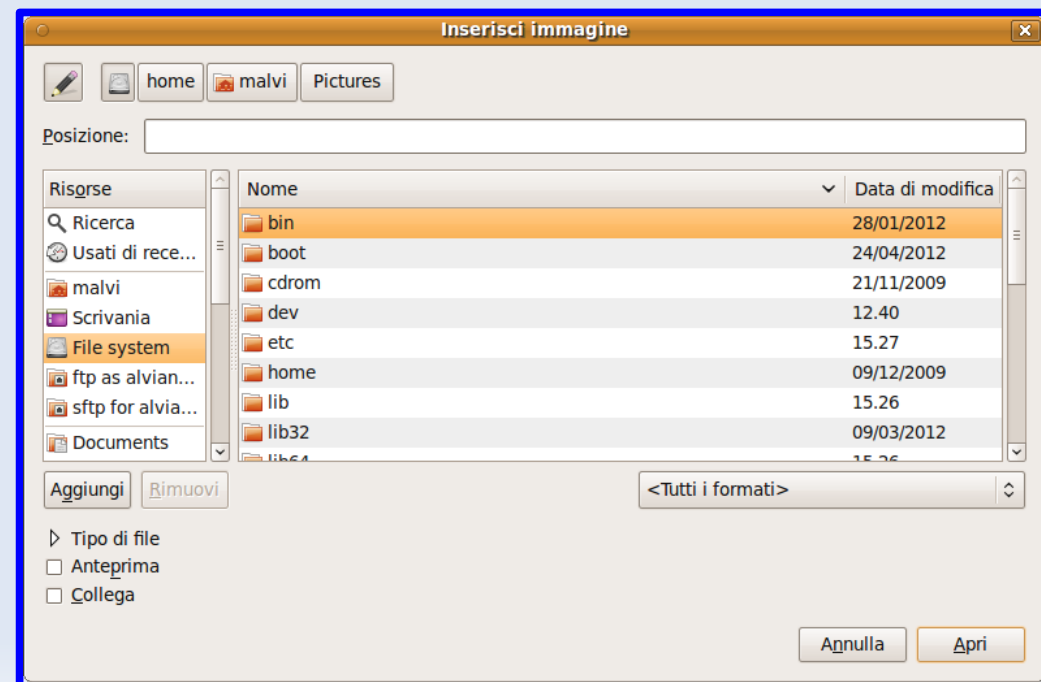 Inserisci immagine
home malvi Pictures
Posizione:
Risorse Nome Data di modifica
Ricerca bin 28/01/2012
Usati di rece... boot 24/04/2012
malvi cdrom 21/11/2009
Scrivania dev 12.40
File system etc 15.27
ftp as alvian... home 09/12/2009
sftp for alvia... lib 15.26
Documents lib32 09/03/2012
lib64 15.26
Aggiungi Rimuovi <Tutti i formati>
Tipo di file
Anteprima
Collega
Annulla Apri